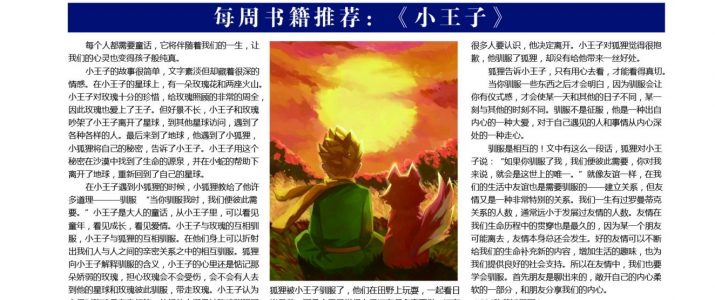 每周书籍推荐：《小王子》
每个人都需要童话，它将伴随着我们的一生，让
我们的心灵也变得孩子般纯真。
小王子的故事很简单，文字素淡但却藏着很深的
情感。在小王子的星球上，有一朵玫瑰花和两座火山。
小王子对玫瑰十分的珍惜，给玫瑰照顾的非常的周全，
因此玫瑰也爱上了王子。但好景不长，小王子和玫瑰
吵架了小王子离开了星球，到其他星球访问，遇到了
各种各样的人。最后来到了地球，他遇到了小狐狸，
小狐狸将自己的秘密，告诉了小王子。小王子用这个
秘密在沙漠中找到了生命的源泉，并在小蛇的帮助下
离开了地球，重新回到了自己的星球。
在小王子遇到小狐狸的时候，小狐狸教给了他许
多道理———驯服　“当你驯服我时，我们便彼此需
要。”小王子是大人的童话，从小王子里，可以看见
童年，看见成长，看见爱情。小王子与玫瑰的互相驯
服，小王子与狐狸的互相驯服。在他们身上可以折射
出我们人与人之间的亲密关系之中的相互驯服。狐狸
向小王子解释驯服的含义，小王子的心里还是惦记那
朵娇弱的玫瑰，担心玫瑰会不会受伤，会不会有人去
到他的星球和玫瑰彼此驯服，带走玫瑰。小王子认为
狐狸被小王子驯服了，他们在田野上玩耍，一起看日
很多人要认识，他决定离开。小王子对狐狸觉得很抱
歉，他驯服了狐狸，却没有给他带来一丝好处。
狐狸告诉小王子，只有用心去看，才能看得真切。
当你驯服一些东西之后才会明白，因为驯服会让
你有仪式感，才会使某一天和其他的日子不同，某一
刻与其他的时刻不同。驯服不是征服，他是一种出自
内心的一种大爱，对于自己遇见的人和事情从内心深
处的一种走心。
驯服是相互的！文中有这么一段话，狐狸对小王
子说：“如果你驯服了我，我们便彼此需要，你对我
来说，就会是这世上的唯一。”就像友谊一样，在我
们的生活中友谊也是需要驯服的——建立关系，但友
情又是一种非常特别的关系。我们一生有过罗曼蒂克
关系的人数，通常远小于发展过友情的人数。友情在
我们生命历程中的贯穿也是最久的，因为某一个朋友
可能离去，友情本身总还会发生。好的友情可以不断
给我们的生命补充新的内容，增加生活的趣味，也为
我们提供良好的社会支持。所以在友情中，我们也要
学会驯服。首先朋友是聊出来的，敞开自己的内心柔
软的一部分，和朋友分享我们的内心。